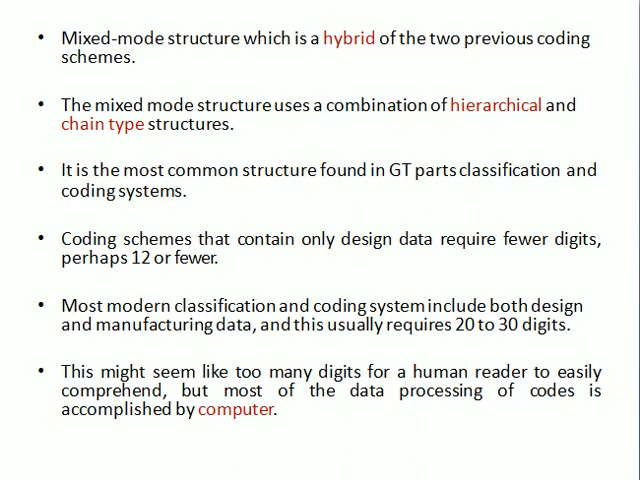 • Mixed-mode structure which is a hybrid of the two previous coding
schemes.
• The mixed mode structure uses a combination of hierarchical and
chain type structures.
• It is the most common structure found in GT parts classification and
coding systems.
• Coding schemes that contain only design data require fewer digits,
perhaps 12 or fewer.
• Most modern classification and coding system include both design
and manufacturing data, and this usually requires 20 to 30 digits.
• This might seem like too many digits for a human reader to easily
comprehend, but most of the data processing of codes is
accomplished by computer.